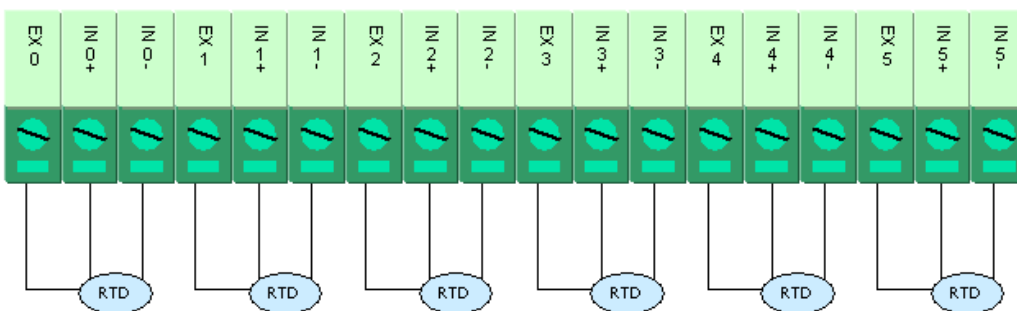 EX 0
IN 0+
IN 0-
EX 1
IN 1+
IN 1-
EX 2
IN 2+
IN 2-
EX 3
IN 3+
IN 3-
EX 4
IN 4+
IN 4-
EX 5
IN 5+
IN 5-
RTD
RTD
RTD
RTD
RTD
RTD